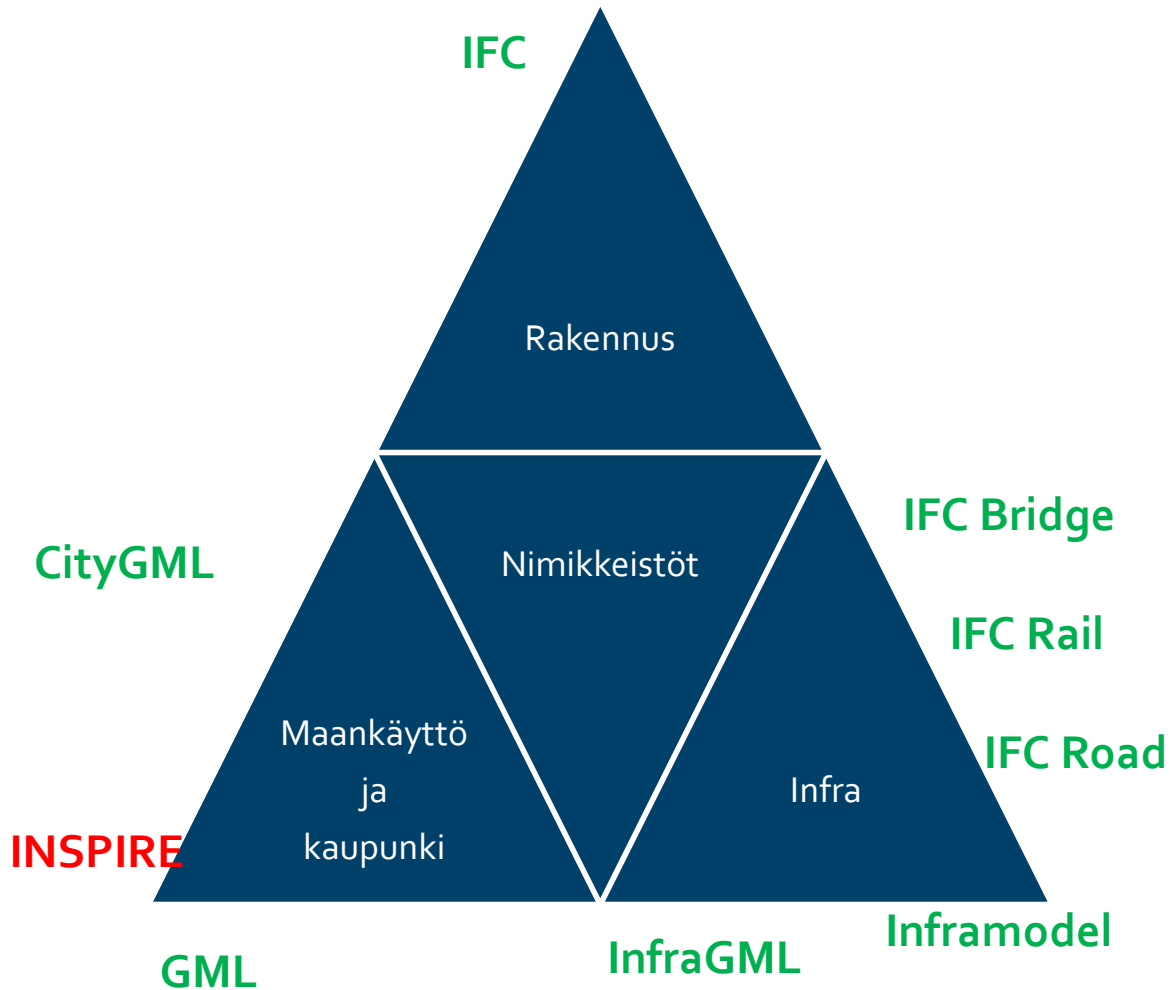 IFC
Rakennus
IFC Bridge
CityGML
Nimikkeistöt
IFC Rail
Maankäyttö
ja
kaupunki
IFC Road
Infra
INSPIRE
Inframodel
GML
InfraGML